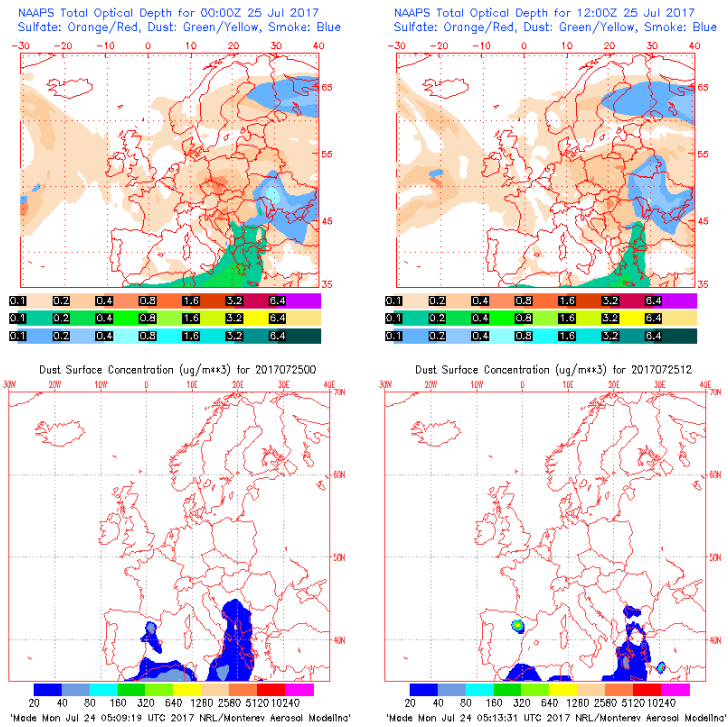 NAAPS Total Optical Depth for 00:00Z 25 Jul 2017
Sulfate: Orange/Red, Dust: Green/Yellow, Smoke: Blue
-30 -20 -10 0 10 20 30 40
65
55
45
35
0.1 0.2 0.4 0.8 1.6 3.2 6.4
0.1 0.2 0.4 0.8 1.6 3.2 6.4
0.1 0.2 0.4 0.8 1.6 3.2 6.4
NAAPS Total Optical Depth for 12:00Z 25 Jul 2017
Sulfate: Orange/Red, Dust: Green/Yellow, Smoke: Blue
-30 -20 -10 0 10 20 30 40
65
55
45
35
0.1 0.2 0.4 0.8 1.6 3.2 6.4
0.1 0.2 0.4 0.8 1.6 3.2 6.4
0.1 0.2 0.4 0.8 1.6 3.2 6.4
Dust Surface Concentration (ug/m**3) for 2017072500
30W 20W 10W 0 10E 20E 30E 40E
70N
60N
50N
40N
20 40 80 160 320 640 1280 2580 5120 10240
'Made Mon Jul 24 05:09:19 UTC 2017 NRL/Monterey Aerosol Modeling'
Dust Surface Concentration (ug/m**3) for 2017072512
30W 20W 10W 0 10E 20E 30E 40E
70N
60N
50N
40N
20 40 80 160 320 640 1280 2580 5120 10240
'Made Mon Jul 24 05:13:31 UTC 2017 NRL/Monterey Aerosol Modeling'